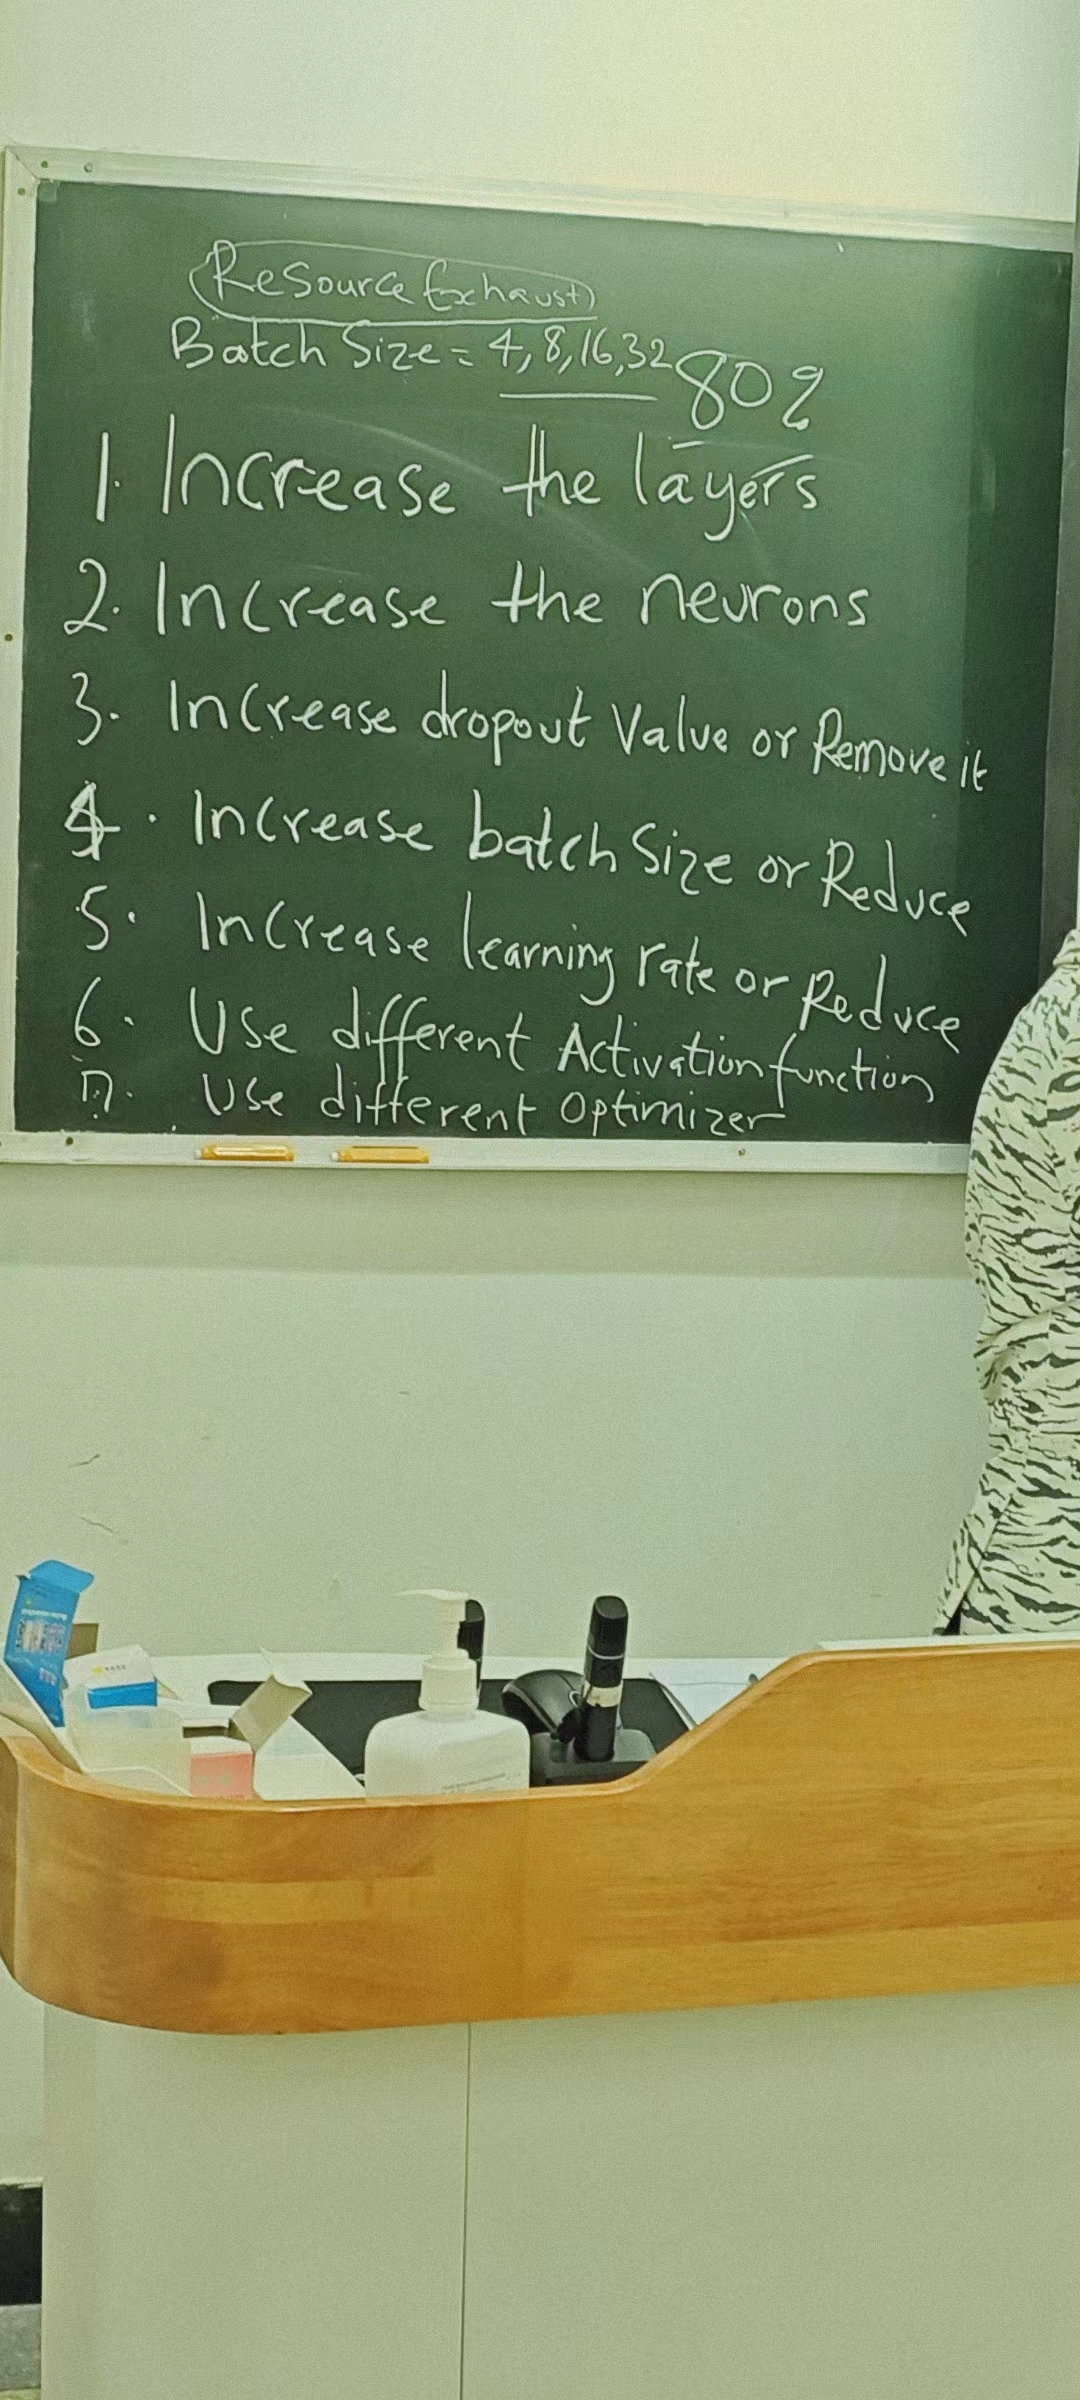 Resource Exhaust
Batch Size = 4, 8, 16, 32
80%
1. Increase the layers
2. Increase the neurons
3. Increase dropout Value or Remove it
4. Increase batch Size or Reduce
5. Increase learning rate or Reduce
6. Use different Activation function
7. Use different Optimizer